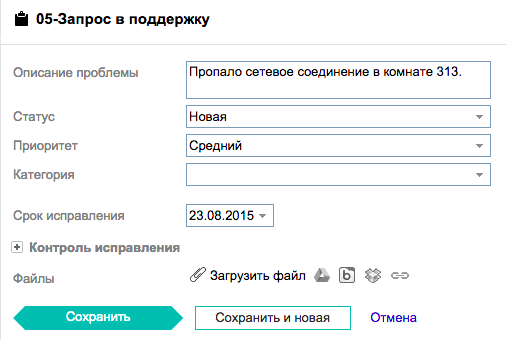 05-Запрос в поддержку
Описание проблемы Пропало сетевое соединение в комнате 313.
Статус Новая
Приоритет Средний
Категория
Срок исправления 23.08.2015
Контроль исправления
Файлы Загрузить файл
Сохранить Сохранить и новая Отмена